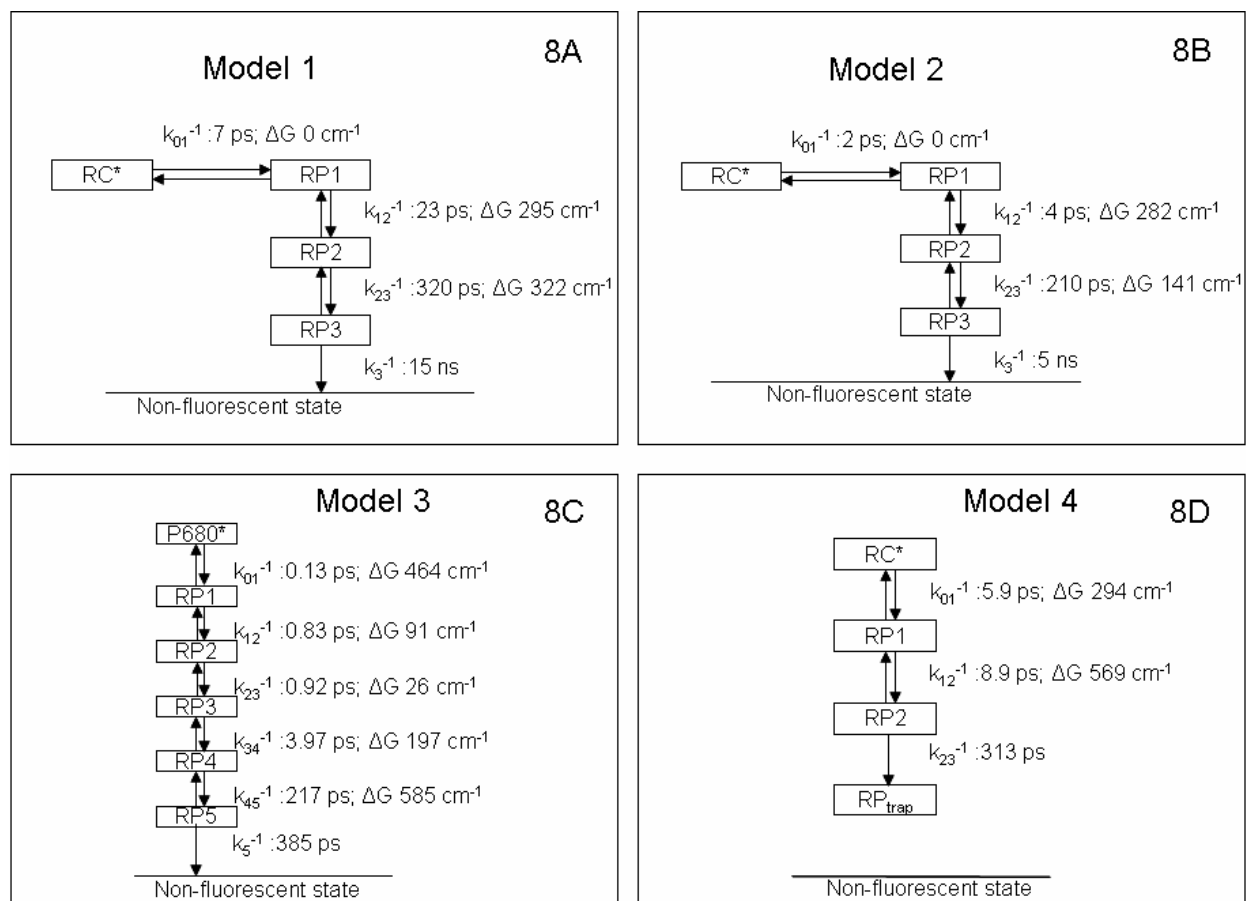 Model 1
8A
k₀₁⁻¹ :7 ps; ΔG 0 cm⁻¹
RC*
RP1
k₁₂⁻¹ :23 ps; ΔG 295 cm⁻¹
RP2
k₂₃⁻¹ :320 ps; ΔG 322 cm⁻¹
RP3
k₃⁻¹ :15 ns
Non-fluorescent state
Model 2
8B
k₀₁⁻¹ :2 ps; ΔG 0 cm⁻¹
RC*
RP1
k₁₂⁻¹ :4 ps; ΔG 282 cm⁻¹
RP2
k₂₃⁻¹ :210 ps; ΔG 141 cm⁻¹
RP3
k₃⁻¹ :5 ns
Non-fluorescent state
Model 3
8C
P680*
k₀₁⁻¹ :0.13 ps; ΔG 464 cm⁻¹
RP1
k₁₂⁻¹ :0.83 ps; ΔG 91 cm⁻¹
RP2
k₂₃⁻¹ :0.92 ps; ΔG 26 cm⁻¹
RP3
k₃₄⁻¹ :3.97 ps; ΔG 197 cm⁻¹
RP4
k₄₅⁻¹ :217 ps; ΔG 585 cm⁻¹
RP5
k₅⁻¹ :385 ps
Non-fluorescent state
Model 4
8D
RC*
k₀₁⁻¹ :5.9 ps; ΔG 294 cm⁻¹
RP1
k₁₂⁻¹ :8.9 ps; ΔG 569 cm⁻¹
RP2
k₂₃⁻¹ :313 ps
RPtrap
Non-fluorescent state